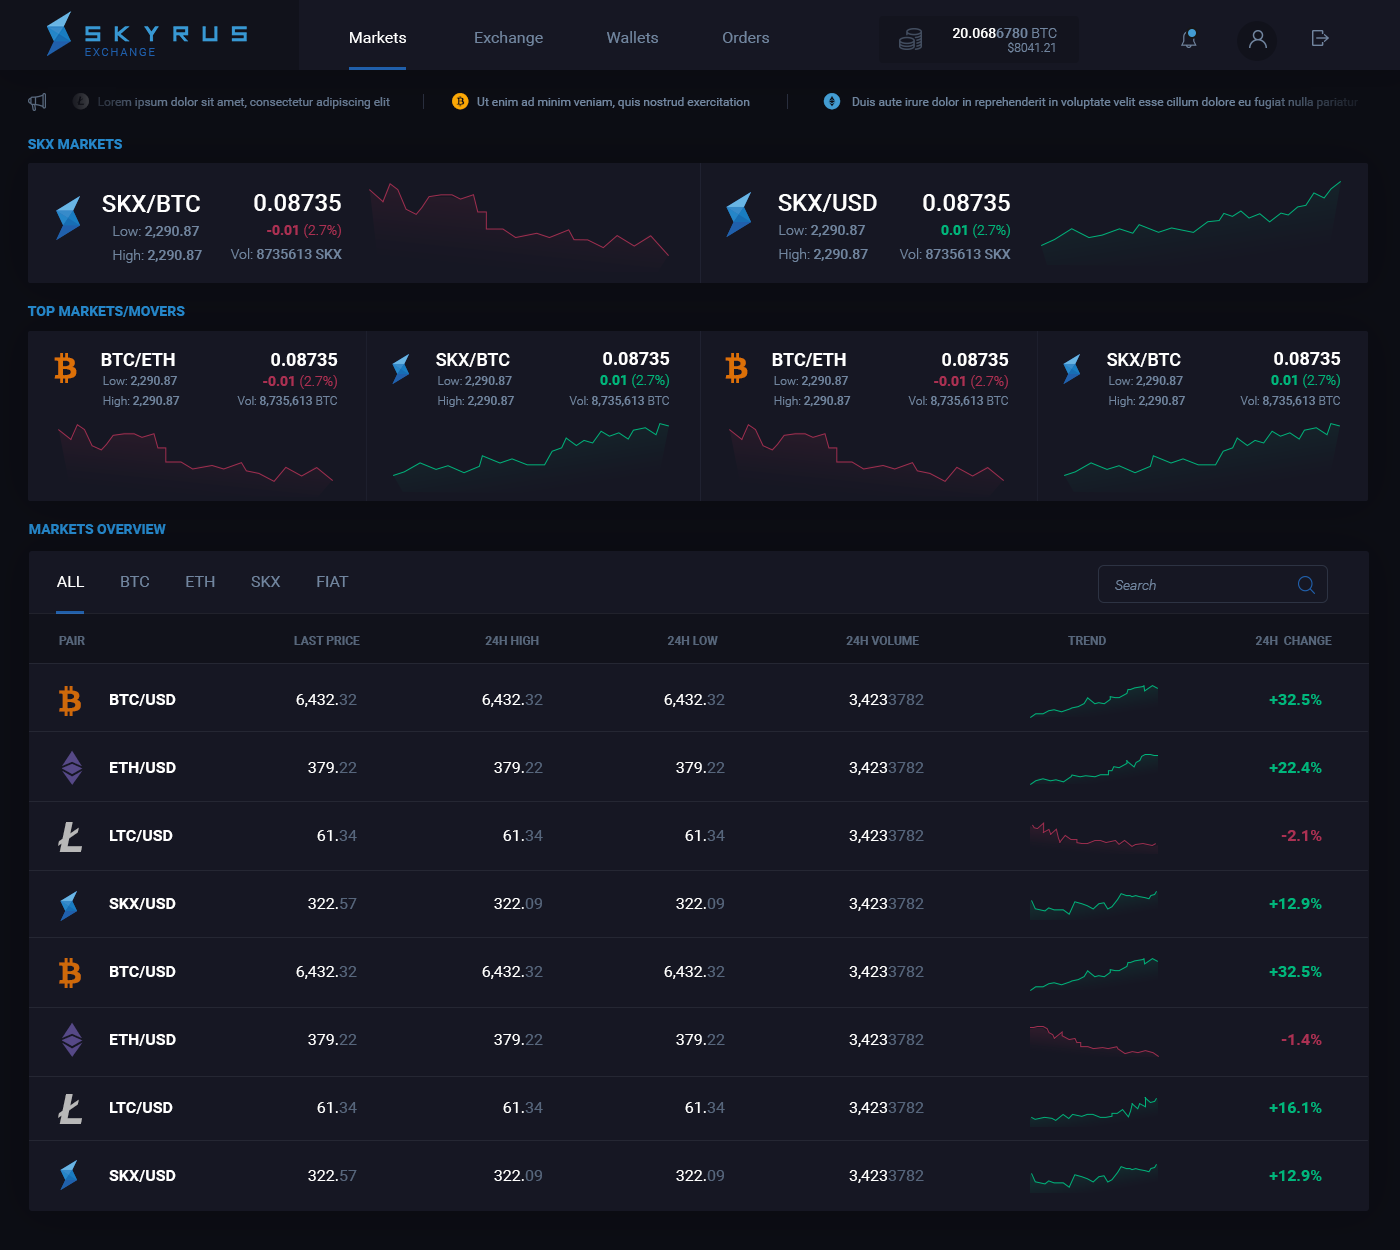 SKYRUS
EXCHANGE
Markets
Exchange
Wallets
Orders
20.0686780 BTC
$8041.21
Lorem ipsum dolor sit amet, consectetur adipiscing elit
Ut enim ad minim veniam, quis nostrud exercitation
Duis aute irure dolor in reprehenderit in voluptate velit esse cillum dolore eu fugiat nulla pariatur
SKX MARKETS
SKX/BTC 0.08735
Low: 2,290.87 -0.01 (2.7%)
High: 2,290.87 Vol: 8735613 SKX
SKX/USD 0.08735
Low: 2,290.87 0.01 (2.7%)
High: 2,290.87 Vol: 8735613 SKX
TOP MARKETS/MOVERS
BTC/ETH 0.08735
Low: 2,290.87 -0.01 (2.7%)
High: 2,290.87 Vol: 8,735,613 BTC
SKX/BTC 0.08735
Low: 2,290.87 0.01 (2.7%)
High: 2,290.87 Vol: 8,735,613 BTC
BTC/ETH 0.08735
Low: 2,290.87 -0.01 (2.7%)
High: 2,290.87 Vol: 8,735,613 BTC
SKX/BTC 0.08735
Low: 2,290.87 0.01 (2.7%)
High: 2,290.87 Vol: 8,735,613 BTC
MARKETS OVERVIEW
ALL BTC ETH SKX FIAT
Search
PAIR LAST PRICE 24H HIGH 24H LOW 24H VOLUME TREND 24H CHANGE
BTC/USD 6,432.32 6,432.32 6,432.32 3,4233782 +32.5%
ETH/USD 379.22 379.22 379.22 3,4233782 +22.4%
LTC/USD 61.34 61.34 61.34 3,4233782 -2.1%
SKX/USD 322.57 322.09 322.09 3,4233782 +12.9%
BTC/USD 6,432.32 6,432.32 6,432.32 3,4233782 +32.5%
ETH/USD 379.22 379.22 379.22 3,4233782 -1.4%
LTC/USD 61.34 61.34 61.34 3,4233782 +16.1%
SKX/USD 322.57 322.09 322.09 3,4233782 +12.9%